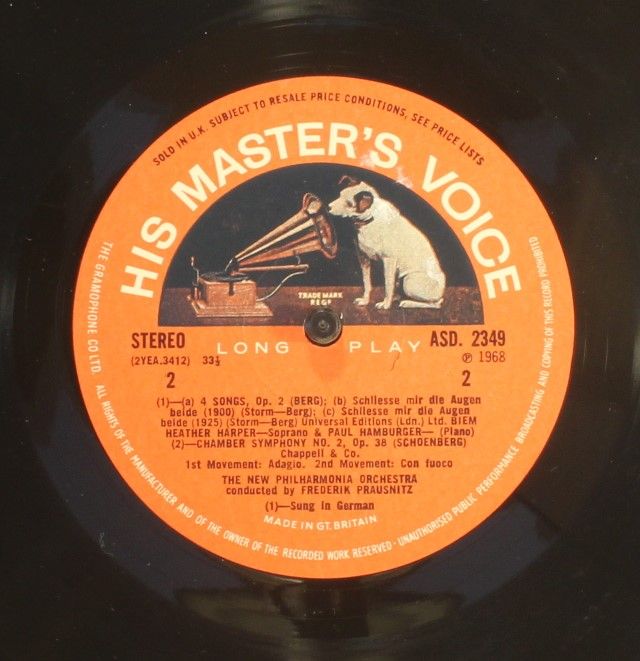 SOLD IN U.K. SUBJECT TO RESALE PRICE CONDITIONS, SEE PRICE LISTS
HIS MASTER'S VOICE
TRADE MARK
REGD
STEREO
LONG PLAY
ASD. 2349
(2YEA.3412) 33⅓
℗ 1968
2
2
(1)—(a) 4 SONGS, Op. 2 (BERG); (b) Schliesse mir die Augen
beide (1900) (Storm—Berg); (c) Schliesse mir die Augen
beide (1925) (Storm—Berg) Universal Editions (Ldn.) Ltd. BIEM
HEATHER HARPER—Soprano & PAUL HAMBURGER— (Piano)
(2)—CHAMBER SYMPHONY NO. 2, Op. 38 (SCHOENBERG)
Chappell & Co.
1st Movement: Adagio. 2nd Movement: Con fuoco
THE NEW PHILHARMONIA ORCHESTRA
conducted by FREDERIK PRAUSNITZ
(1)—Sung in German
MADE IN GT. BRITAIN
THE GRAMOPHONE CO LTD. ALL RIGHTS OF THE MANUFACTURER AND OF THE OWNER OF THE RECORDED WORK RESERVED · UNAUTHORISED PUBLIC PERFORMANCE BROADCASTING AND COPYING OF THIS RECORD PROHIBITED